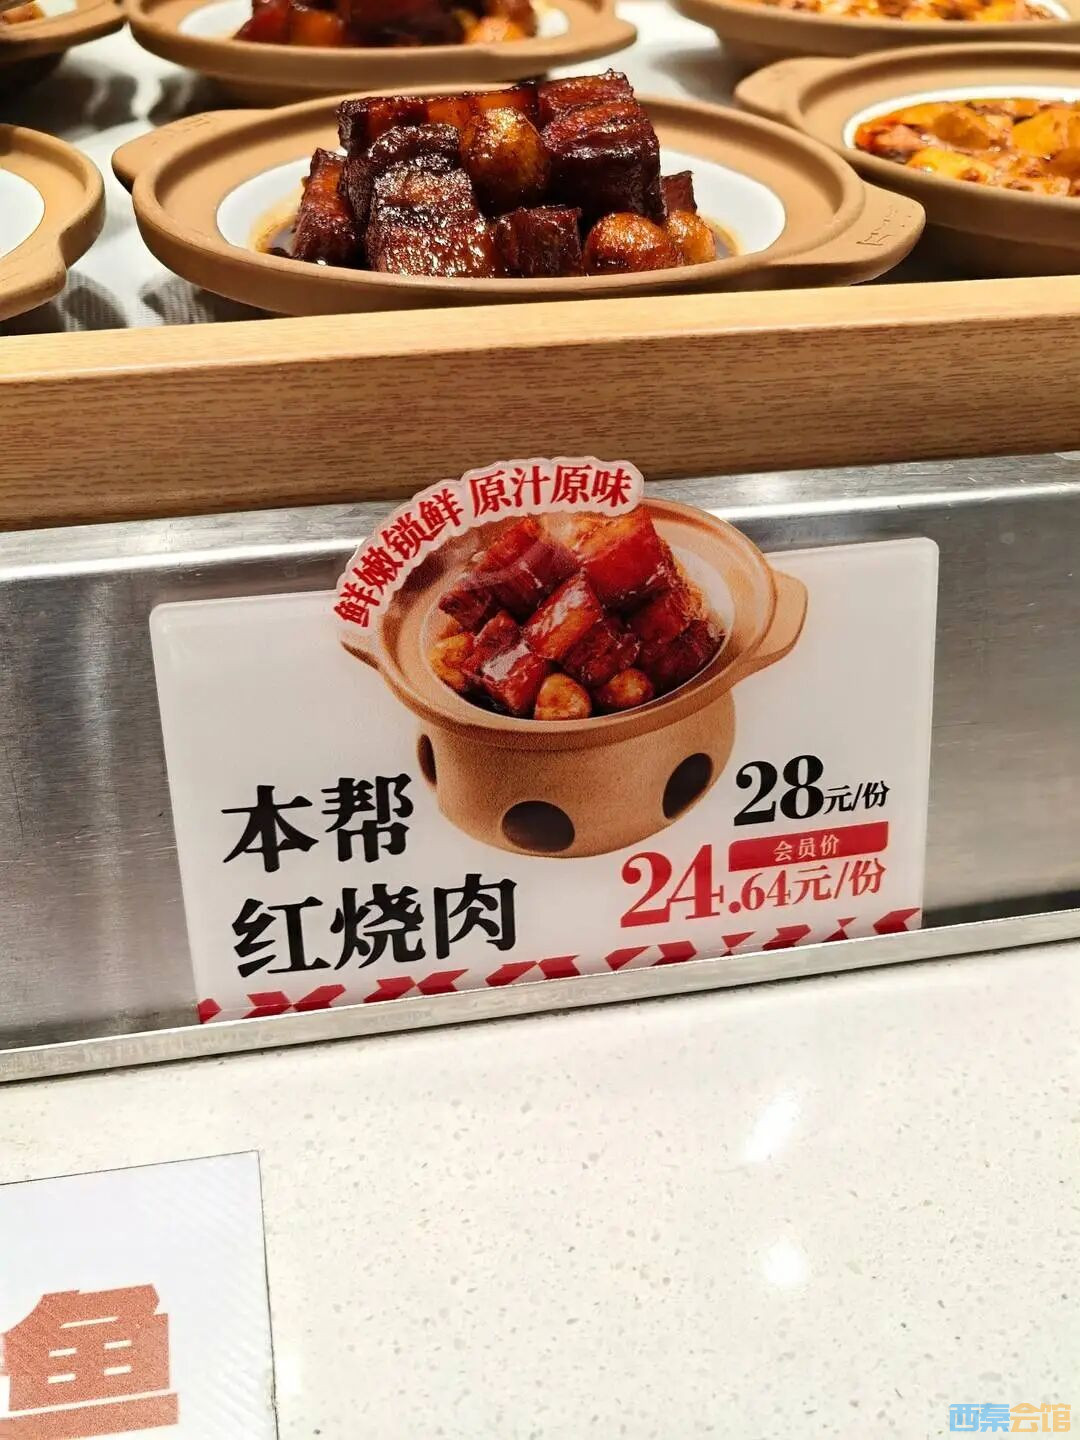 鲜嫩锁鲜 原汁原味
本帮
红烧肉
28元/份
会员价
24.64元/份
鱼
西秦会馆